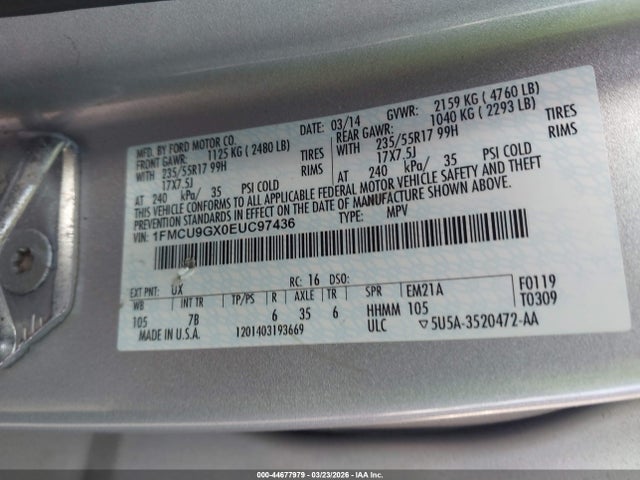 MFD. BY FORD MOTOR CO.
DATE: 03/14 GVWR: 2159 KG ( 4760 LB)
FRONT GAWR: 1125 KG ( 2480 LB) REAR GAWR: 1040 KG ( 2293 LB)
WITH 235/55R17 99H TIRES WITH 235/55R17 99H TIRES
17X7.5J RIMS 17X7.5J RIMS
AT 240 kPa/ 35 PSI COLD AT 240 kPa/ 35 PSI COLD
THIS VEHICLE CONFORMS TO ALL APPLICABLE FEDERAL MOTOR VEHICLE SAFETY AND THEFT
PREVENTION STANDARDS IN EFFECT ON THE DATE OF MANUFACTURE SHOWN ABOVE.
1FMCU9GX0EUC97436 TYPE: MPV
EXT PNT: UX RC: 16 DSO: F0119
WB INT TR TP/PS R AXLE TR SPR EM21A T0309
105 7B 6 35 6 HHMM 105
MADE IN U.S.A. 1201403193669 ULC ▽5U5A-3520472-AA
000-44677979 | 03/23/2026 - IAA Inc.